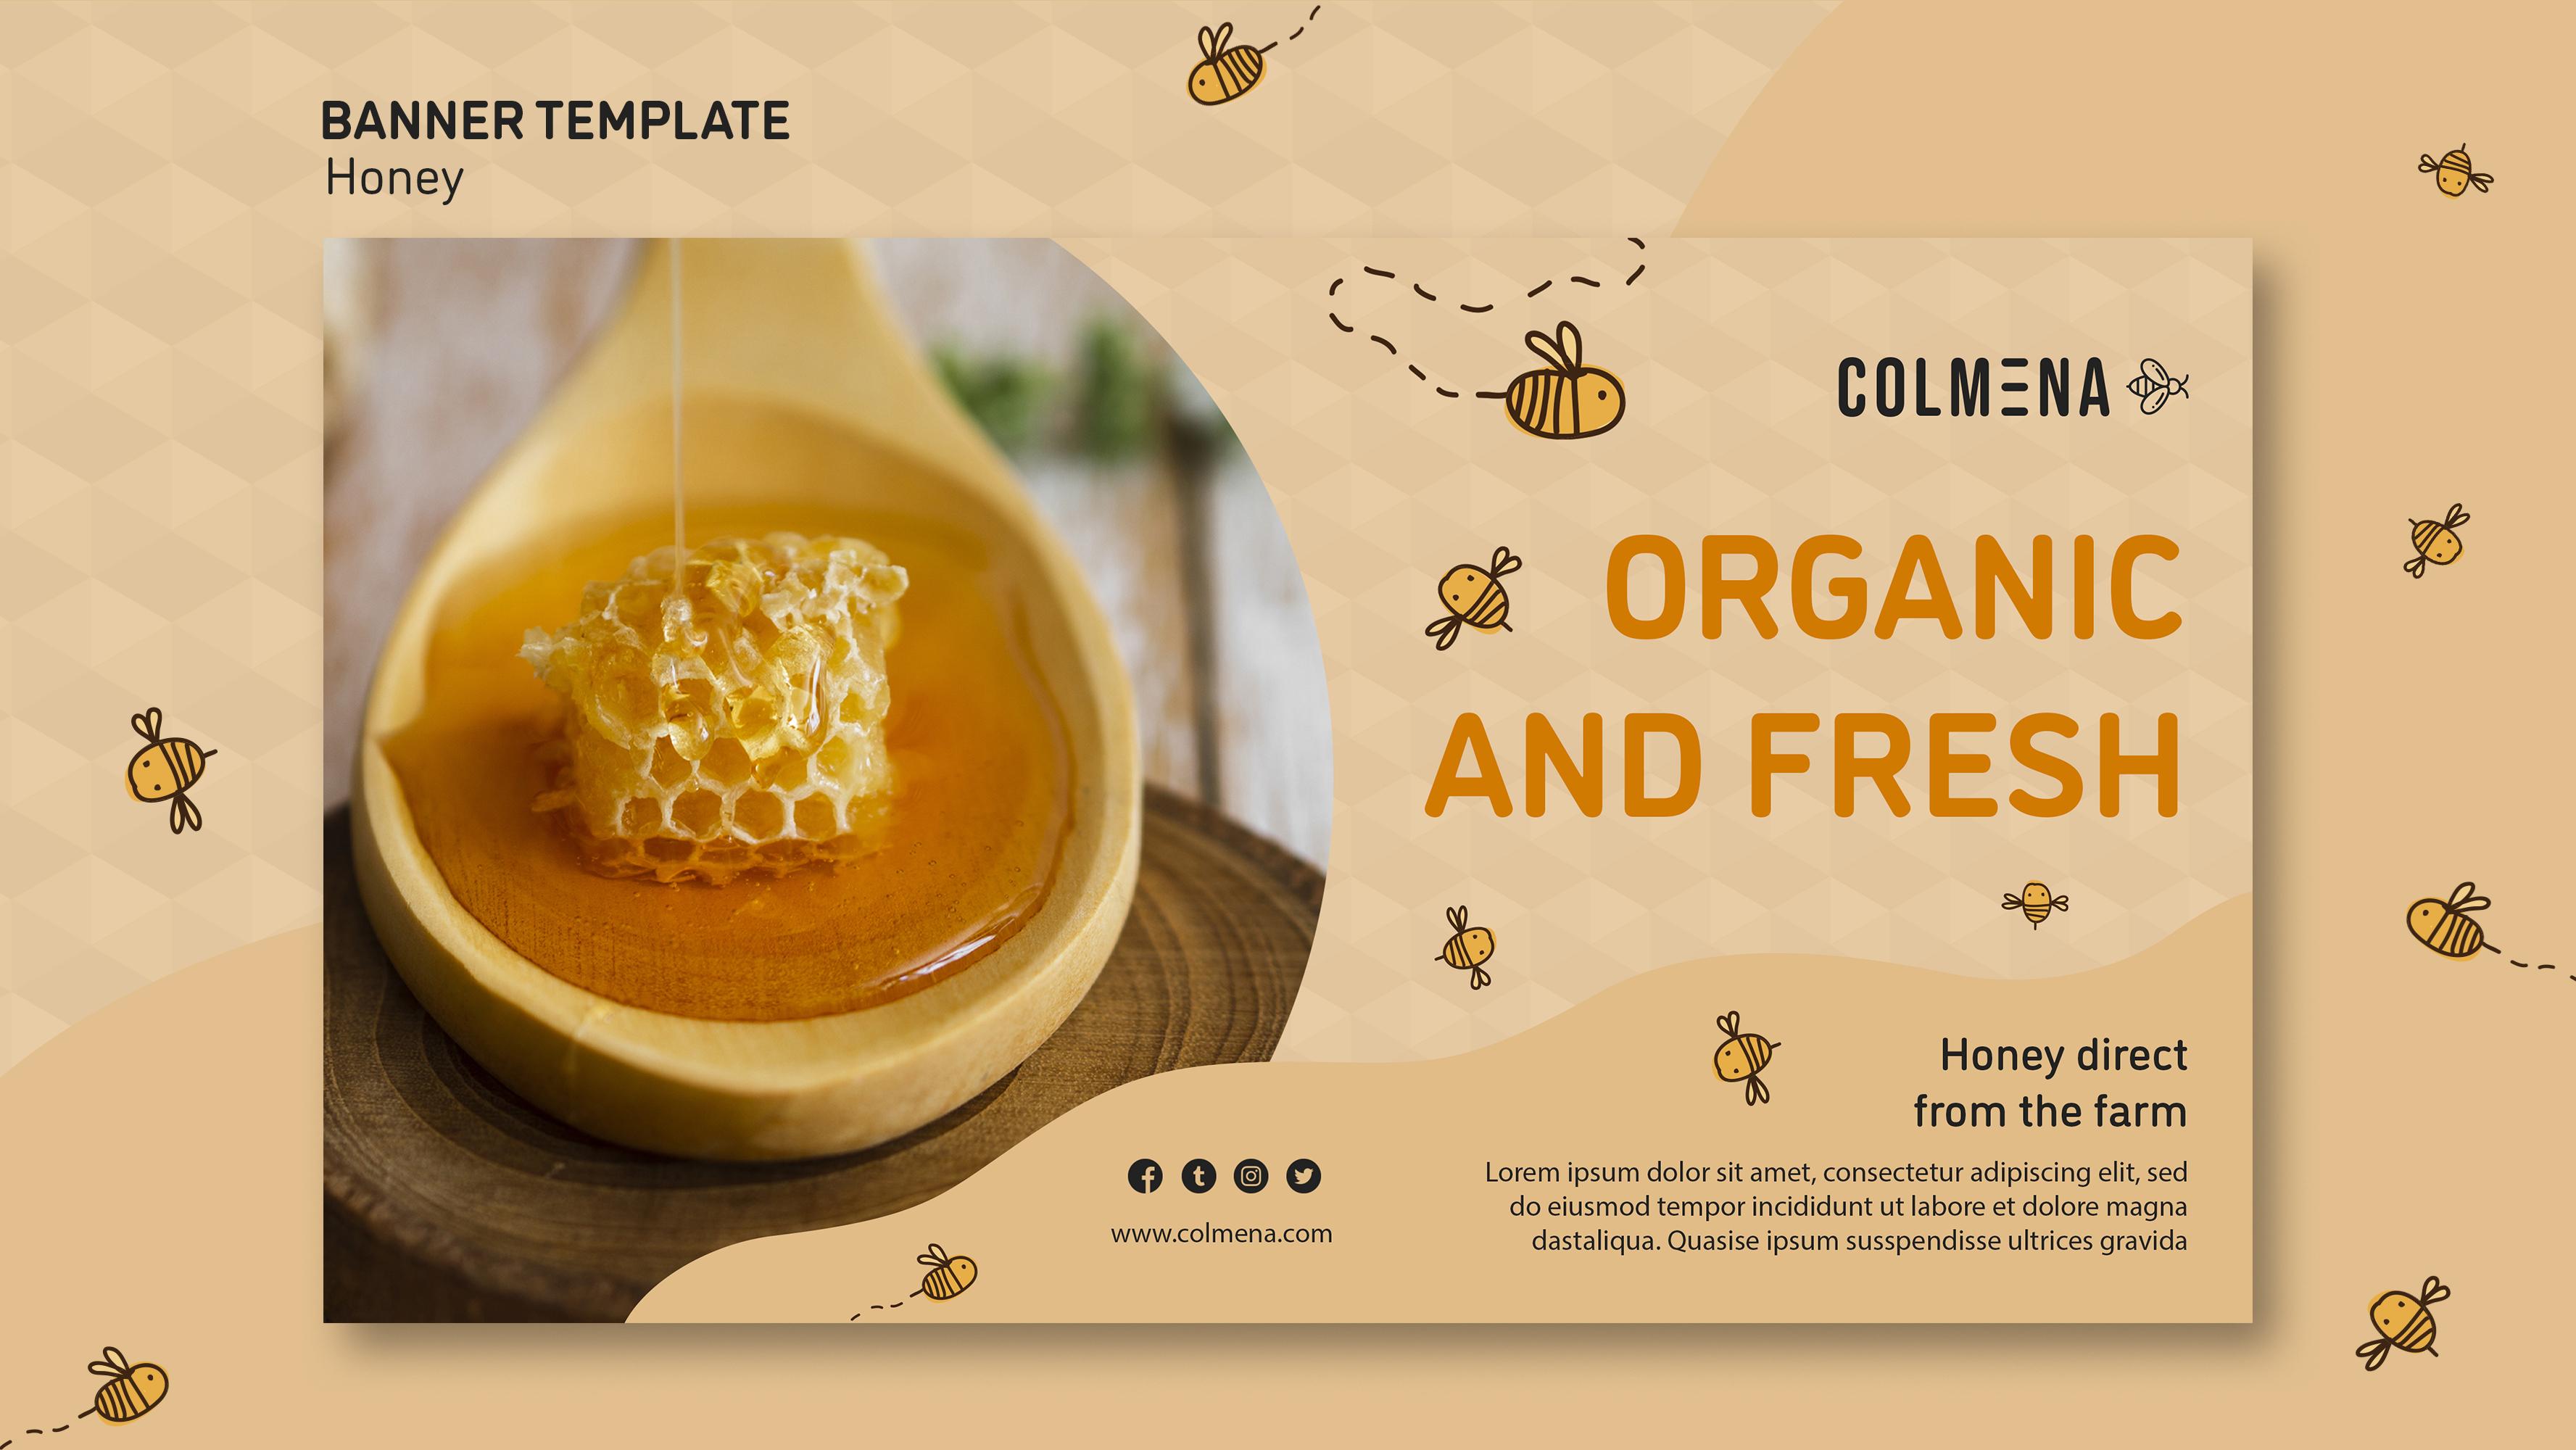 BANNER TEMPLATE
Honey
COLMENA
ORGANIC
AND FRESH
Honey direct
from the farm
Lorem ipsum dolor sit amet, consectetur adipiscing elit, sed
do eiusmod tempor incididunt ut labore et dolore magna
dastaliqua. Quasise ipsum susspendisse ultrices gravida
www.colmena.com